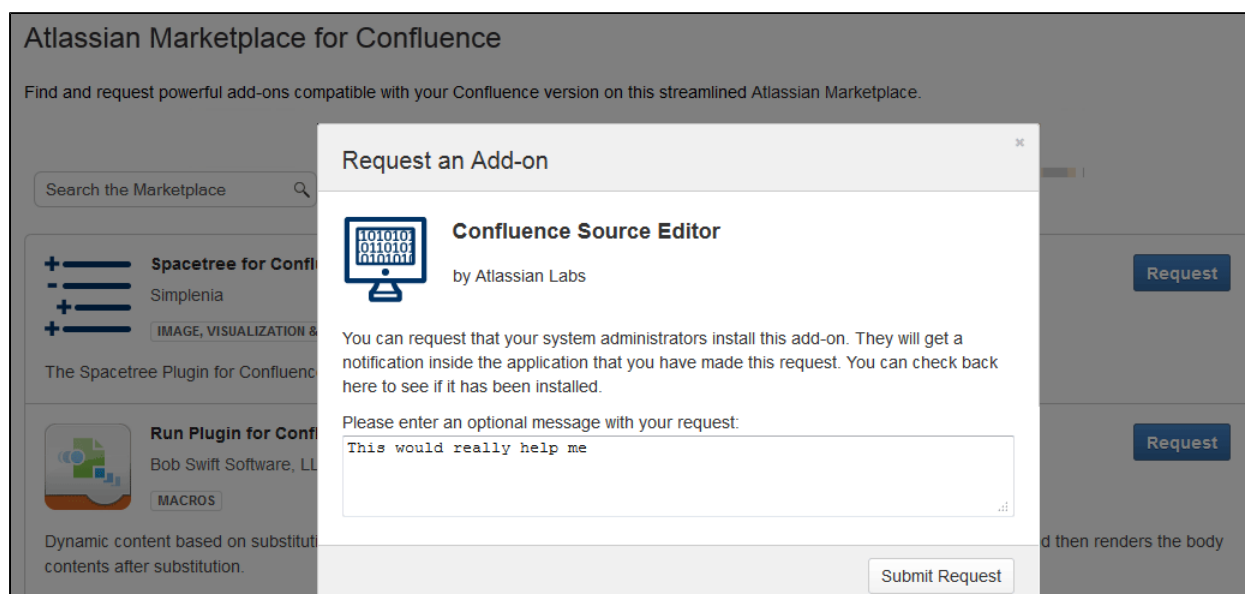 Atlassian Marketplace for Confluence
Find and request powerful add-ons compatible with your Confluence version on this streamlined Atlassian Marketplace.
Search the Marketplace
Spacetree for
Simplenia
IMAGE, VISUALIZATION &
The Spacetree Plugin for
Request
Run Plugin for
Bob Swift Software,
MACROS
Dynamic content based on
d then renders the body
contents after substitution.
Request
Request an Add-on
×
1010101
0110101
0101010
Confluence Source Editor
by Atlassian Labs
You can request that your system administrators install this add-on. They will get a
notification inside the application that you have made this request. You can check back
here to see if it has been installed.
Please enter an optional message with your request:
This would really help me
Submit Request